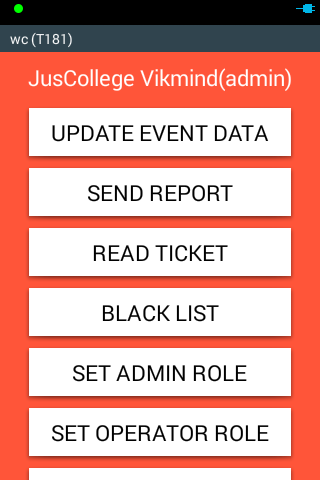 wc (T181)
JusCollege Vikmind(admin)
UPDATE EVENT DATA
SEND REPORT
READ TICKET
BLACK LIST
SET ADMIN ROLE
SET OPERATOR ROLE